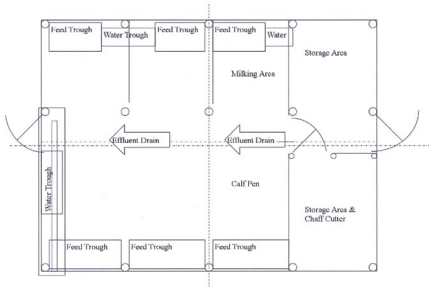 Feed Trough
Water Trough
Feed Trough
Feed Trough
Water
Storage Area
Milking Area
Effluent Drain
Effluent Drain
Water Trough
Calf Pen
Storage Area &
Chaff Cutter
Feed Trough
Feed Trough
Feed Trough